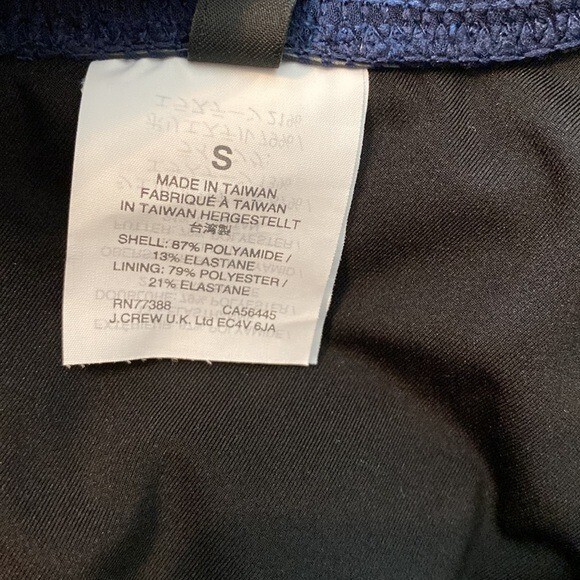 S
MADE IN TAIWAN
FABRIQUÉ À TAÏWAN
IN TAIWAN HERGESTELLT
台湾製
SHELL: 87% POLYAMIDE /
13% ELASTANE
LINING: 79% POLYESTER /
21% ELASTANE
RN77388 CA56445
J.CREW U.K. Ltd EC4V 6JA